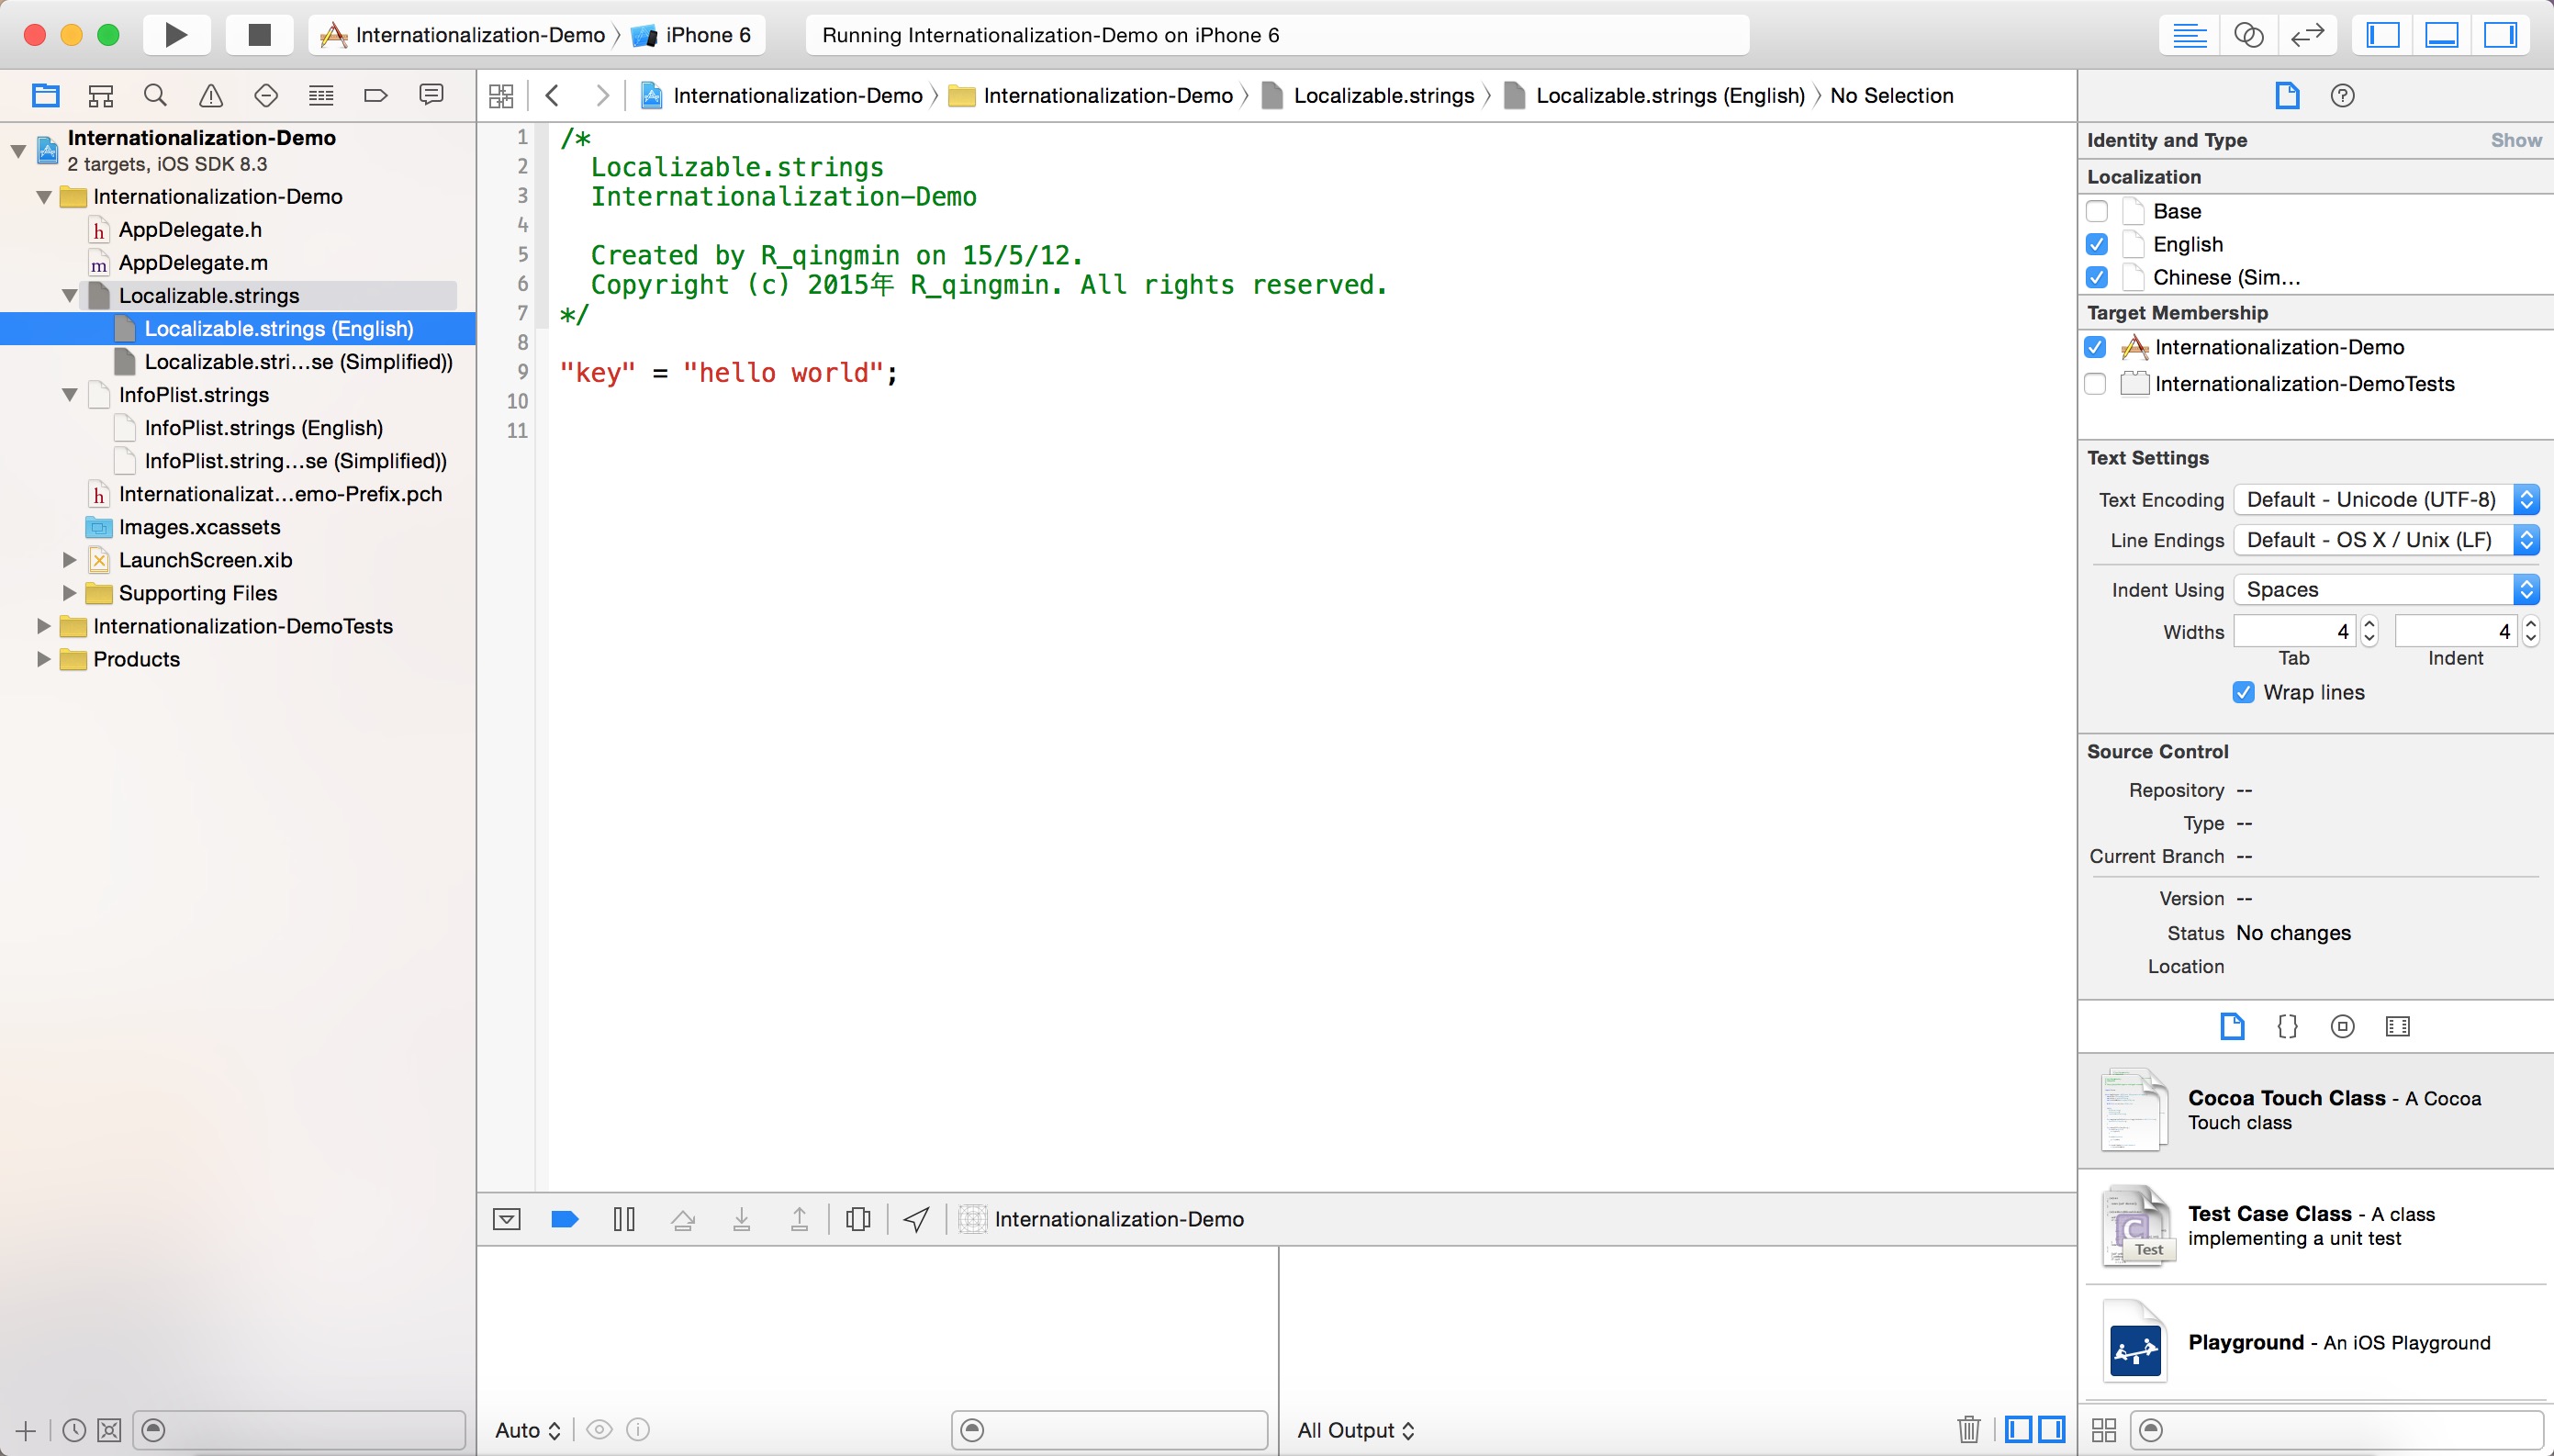 Internationalization-Demo 〉 iPhone 6
Running Internationalization-Demo on iPhone 6
Internationalization-Demo 〉 Internationalization-Demo 〉 Localizable.strings 〉 Localizable.strings (English) 〉 No Selection
Internationalization-Demo
2 targets, iOS SDK 8.3
Internationalization-Demo
AppDelegate.h
AppDelegate.m
Localizable.strings
Localizable.strings (English)
Localizable.stri...se (Simplified))
InfoPlist.strings
InfoPlist.strings (English)
InfoPlist.string...se (Simplified))
Internationalizat...emo-Prefix.pch
Images.xcassets
LaunchScreen.xib
Supporting Files
Internationalization-DemoTests
Products
1 /*
2 Localizable.strings
3 Internationalization-Demo
4
5 Created by R_qingmin on 15/5/12.
6 Copyright (c) 2015年 R_qingmin. All rights reserved.
7 */
8
9 "key" = "hello world";
10
11
Internationalization-Demo
Auto
All Output
Identity and Type Show
Localization
Base
English
Chinese (Sim...
Target Membership
Internationalization-Demo
Internationalization-DemoTests
Text Settings
Text Encoding Default - Unicode (UTF-8)
Line Endings Default - OS X / Unix (LF)
Indent Using Spaces
Widths 4 4
Tab Indent
Wrap lines
Source Control
Repository --
Type --
Current Branch --
Version --
Status No changes
Location
Cocoa Touch Class - A Cocoa
Touch class
Test Case Class - A class
implementing a unit test
Test
Playground - An iOS Playground